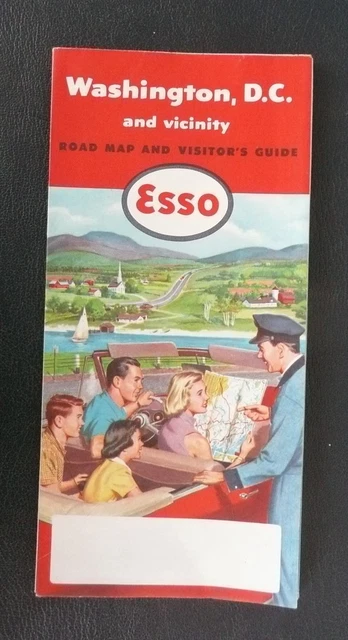 Washington, D.C.
and vicinity
ROAD MAP AND VISITOR'S GUIDE
Esso